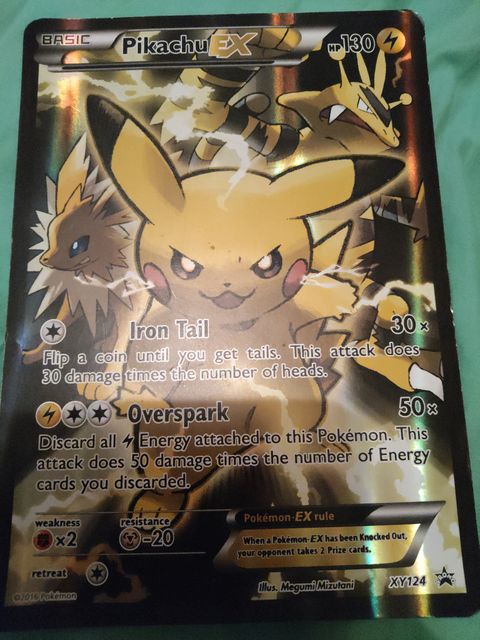 BASIC Pikachu EX HP 130
Iron Tail 30×
Flip a coin until you get tails. This attack does
30 damage times the number of heads.
Overspark 50×
Discard all Energy attached to this Pokémon. This
attack does 50 damage times the number of Energy
cards you discarded.
weakness resistance
×2 -20
retreat
Pokémon-EX rule
When a Pokémon-EX has been Knocked Out,
your opponent takes 2 Prize cards.
©2016 Pokémon Illus. Megumi Mizutani XY124